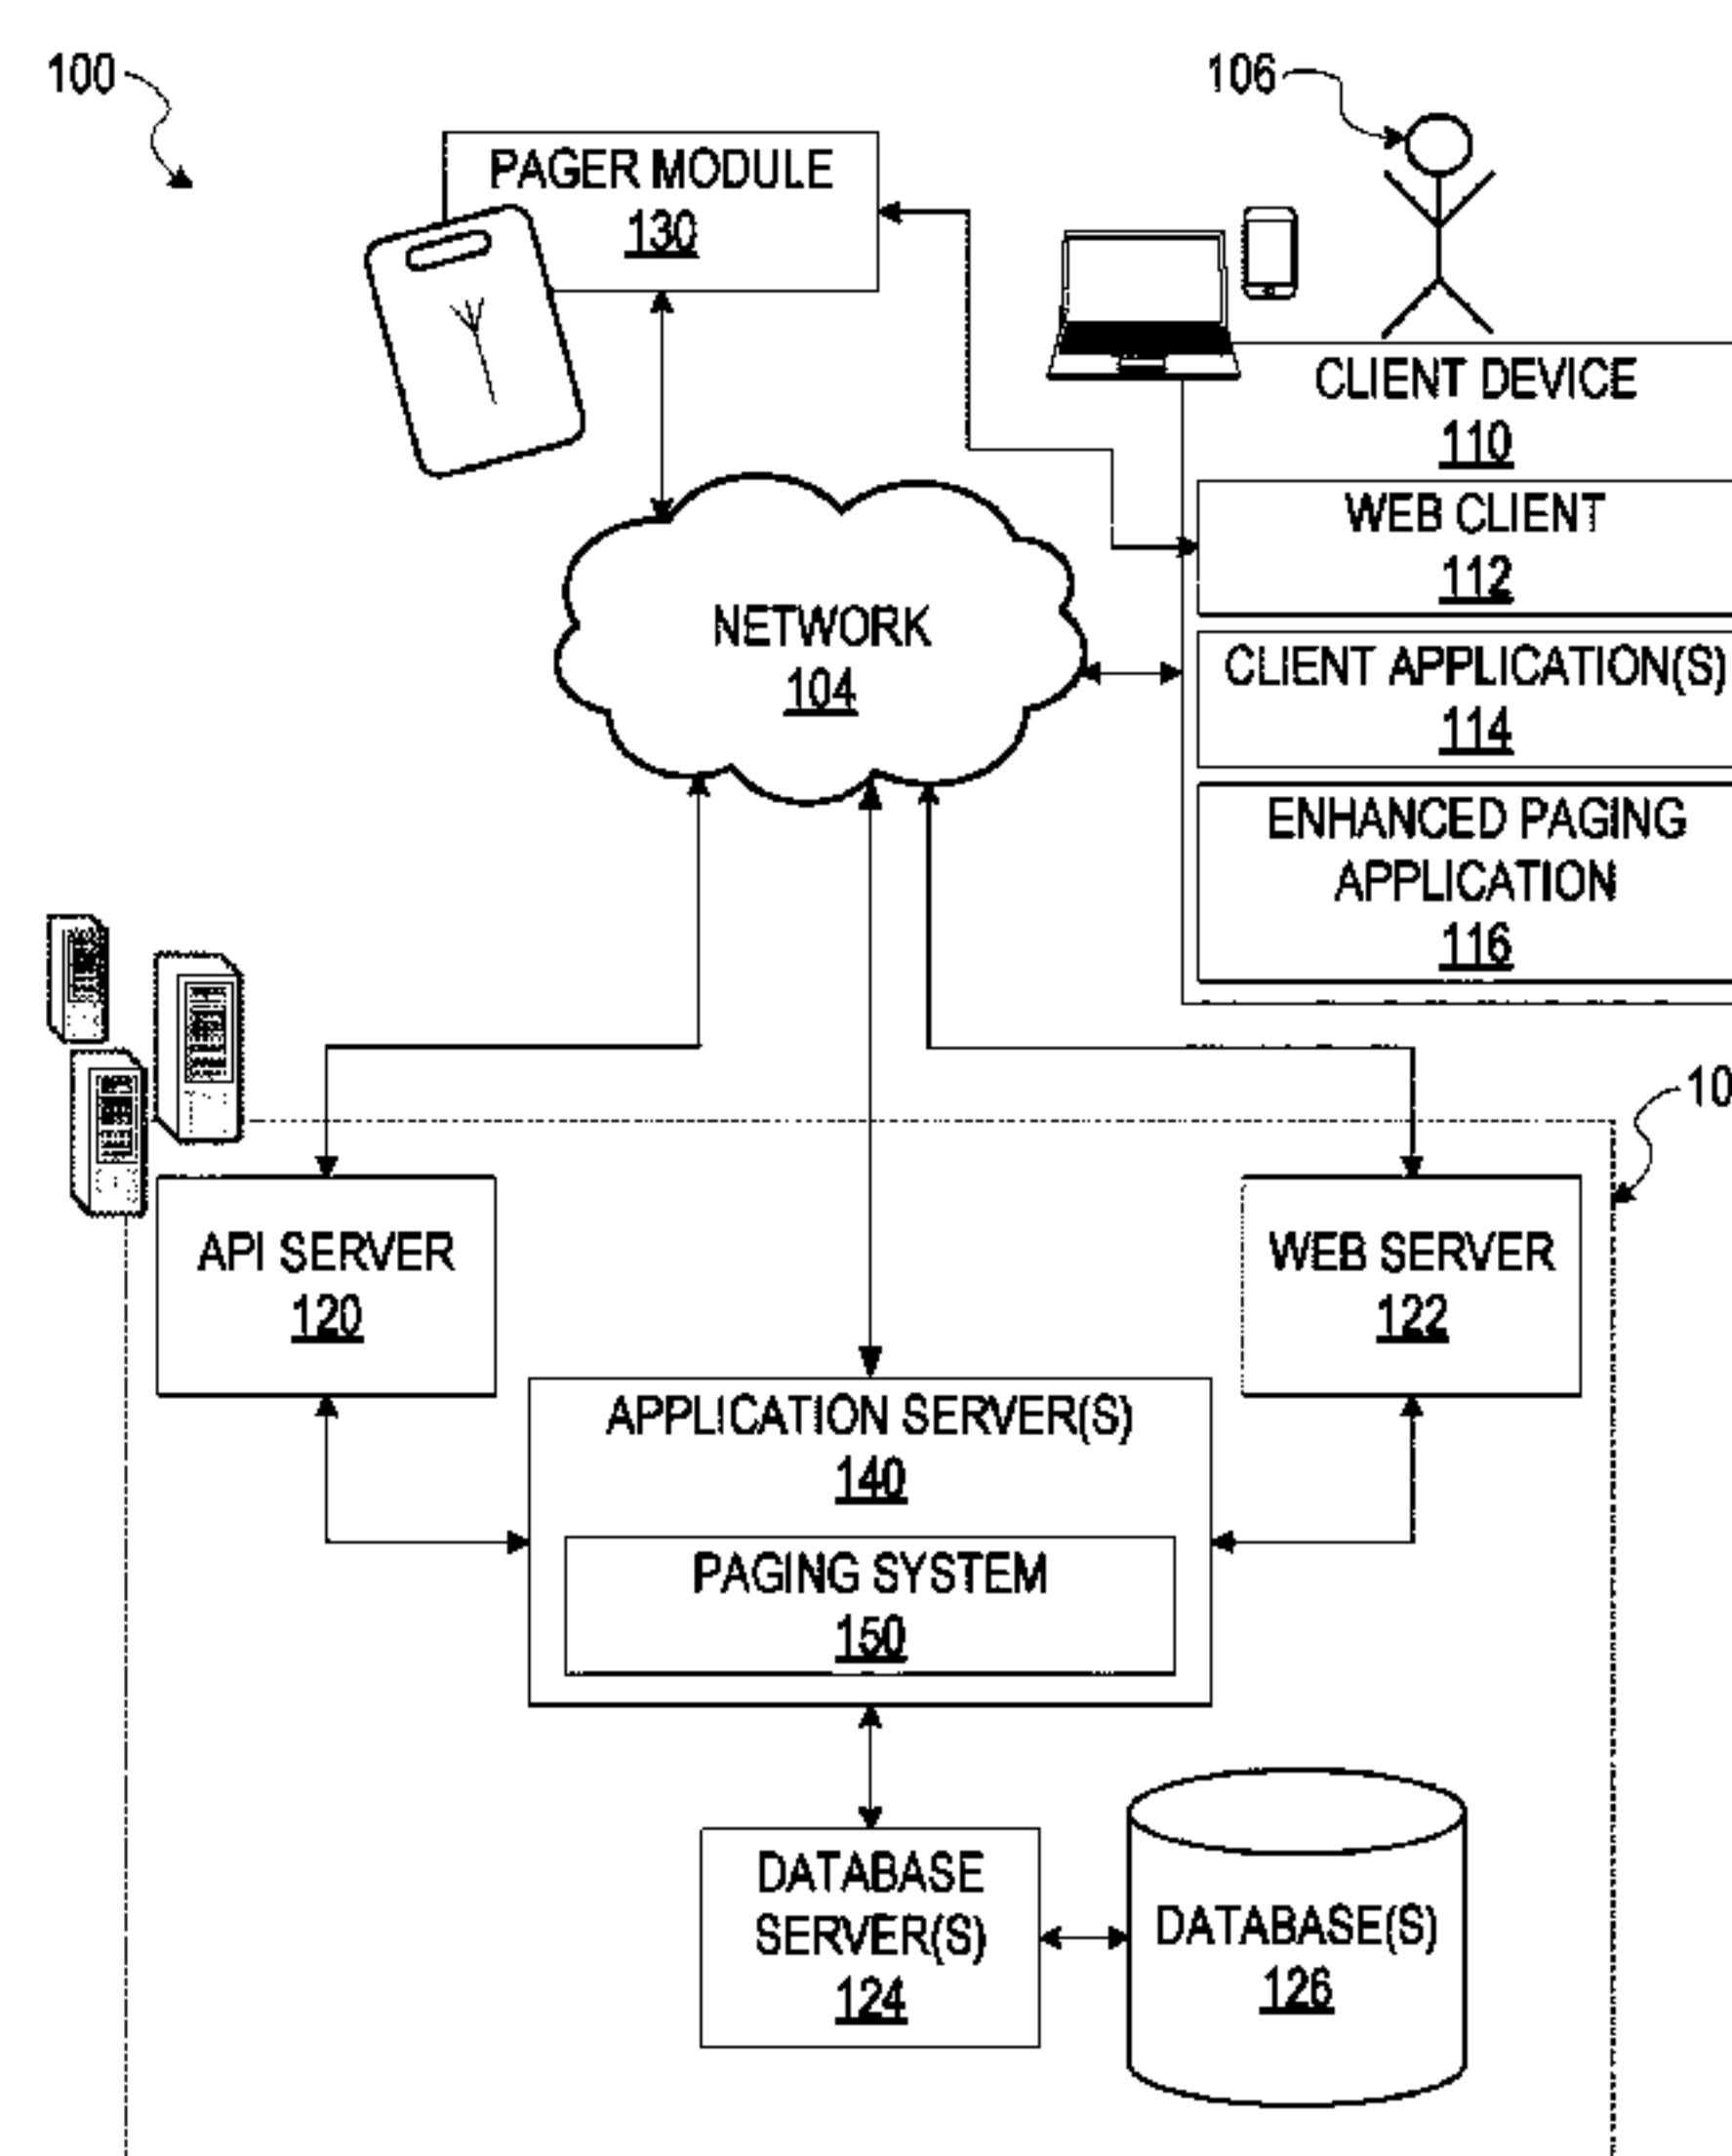 100
106
PAGER MODULE
130
CLIENT DEVICE
110
WEB CLIENT
112
NETWORK
104
CLIENT APPLICATION(S)
114
ENHANCED PAGING
APPLICATION
116
10
API SERVER
120
WEB SERVER
122
APPLICATION SERVER(S)
140
PAGING SYSTEM
150
DATABASE
SERVER(S)
124
DATABASE(S)
126